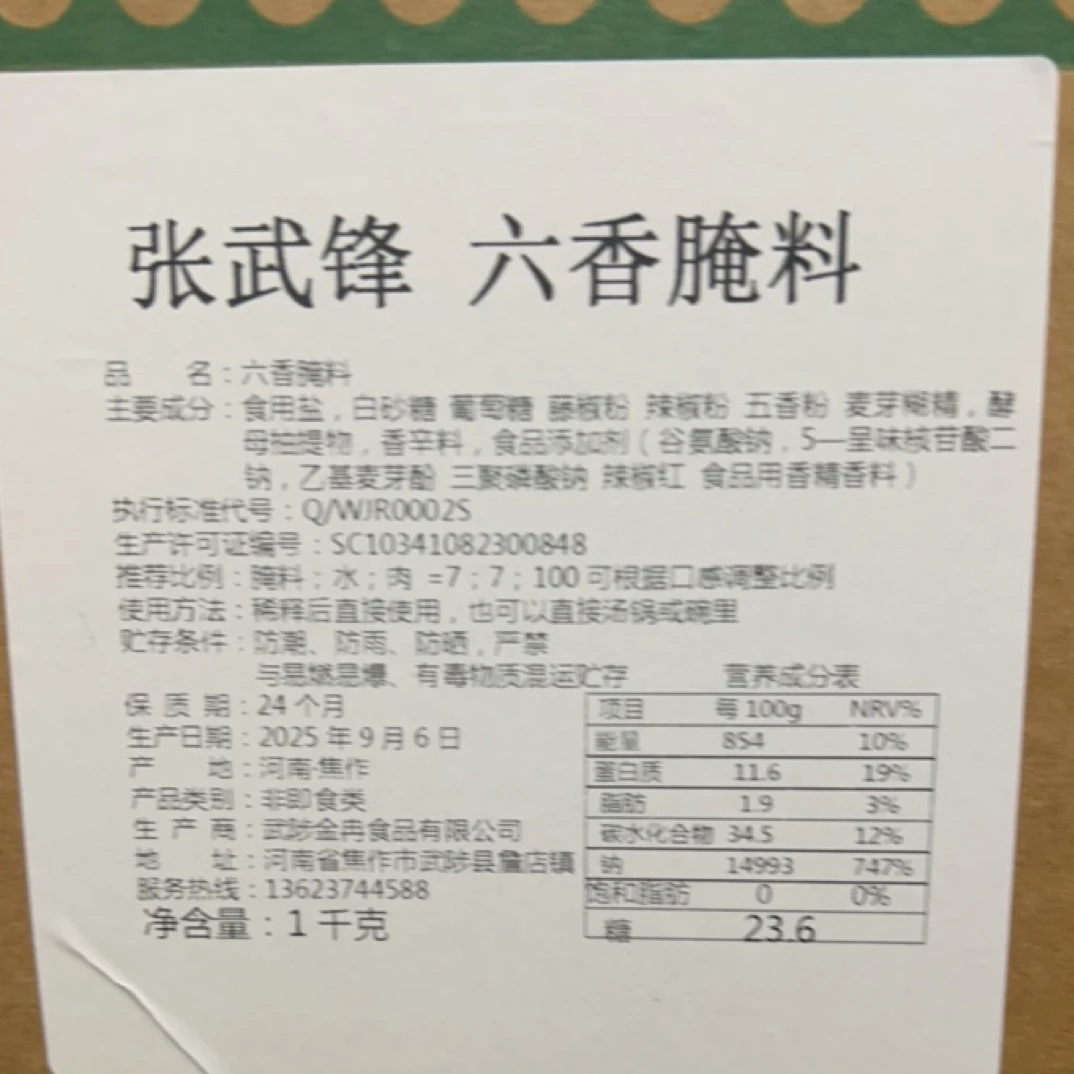 张武锋 六香腌料
品 名：六香腌料
主要成分：食用盐，白砂糖 葡萄糖 藤椒粉 辣椒粉 五香粉 麦芽糊精，酵
母抽提物，香辛料，食品添加剂（谷氨酸钠，5—呈味核苷酸二
钠，乙基麦芽酚 三聚磷酸钠 辣椒红 食品用香精香料）
执行标准代号：Q/WJR0002S
生产许可证编号：SC10341082300848
推荐比例：腌料；水；肉 =7；7；100 可根据口感调整比例
使用方法：稀释后直接使用，也可以直接汤锅或碗里
贮存条件：防潮、防雨、防晒，严禁
与易燃易爆、有毒物质混运贮存
保 质 期：24 个月
生产日期：2025 年 9 月 6 日
产 地：河南·焦作
产品类别：非即食类
生 产 商：武陟金冉食品有限公司
地 址：河南省焦作市武陟县詹店镇
服务热线：13623744588
净含量：1 千克
营养成分表
项目 每 100g NRV%
能量 854 10%
蛋白质 11.6 19%
脂肪 1.9 3%
碳水化合物 34.5 12%
钠 14993 747%
饱和脂肪 0 0%
糖 23.6